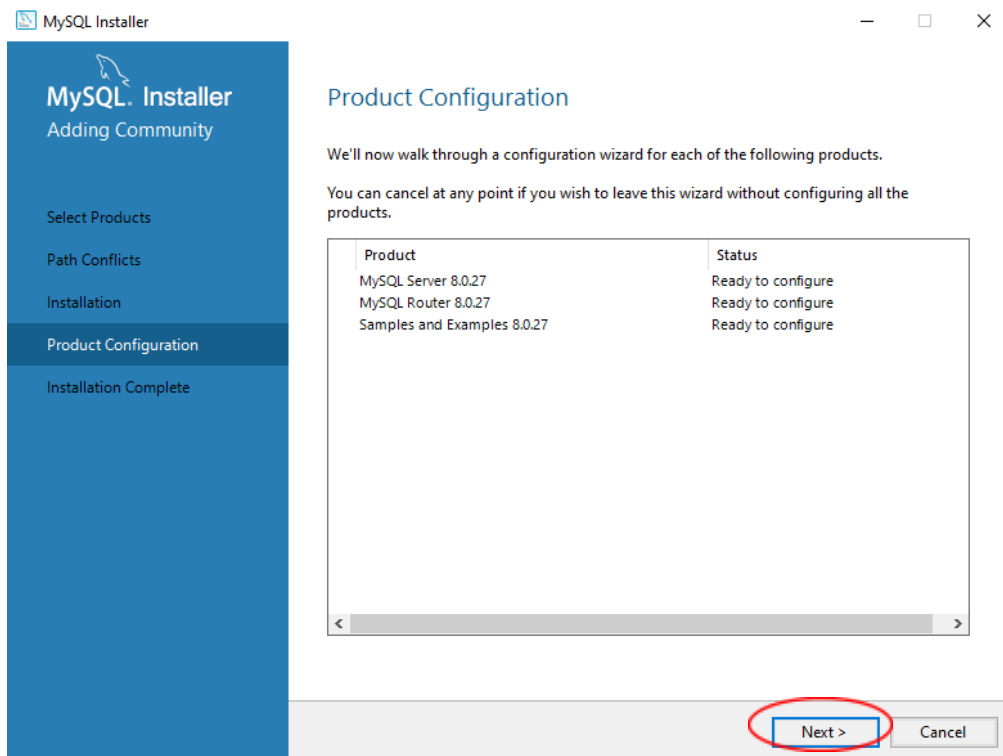 MySQL Installer
MySQL. Installer
Adding Community
Select Products
Path Conflicts
Installation
Product Configuration
Installation Complete
Product Configuration
We'll now walk through a configuration wizard for each of the following products.
You can cancel at any point if you wish to leave this wizard without configuring all the
products.
Product Status
MySQL Server 8.0.27 Ready to configure
MySQL Router 8.0.27 Ready to configure
Samples and Examples 8.0.27 Ready to configure
Next > Cancel